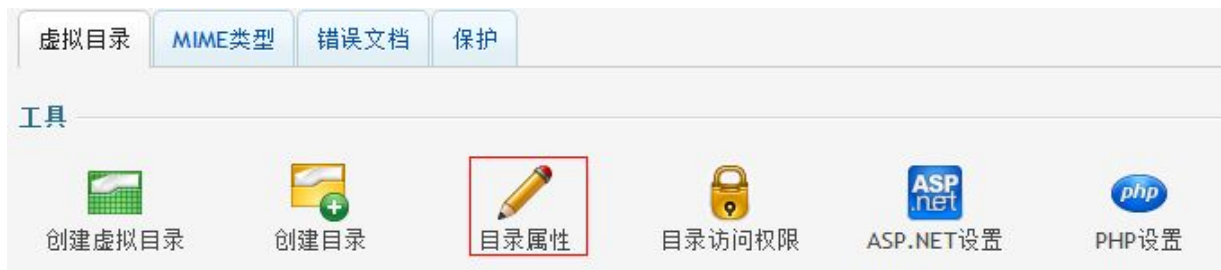 虚拟目录 MIME类型 错误文档 保护
工具
ASP
.net
php
创建虚拟目录 创建目录 目录属性 目录访问权限 ASP.NET设置 PHP设置